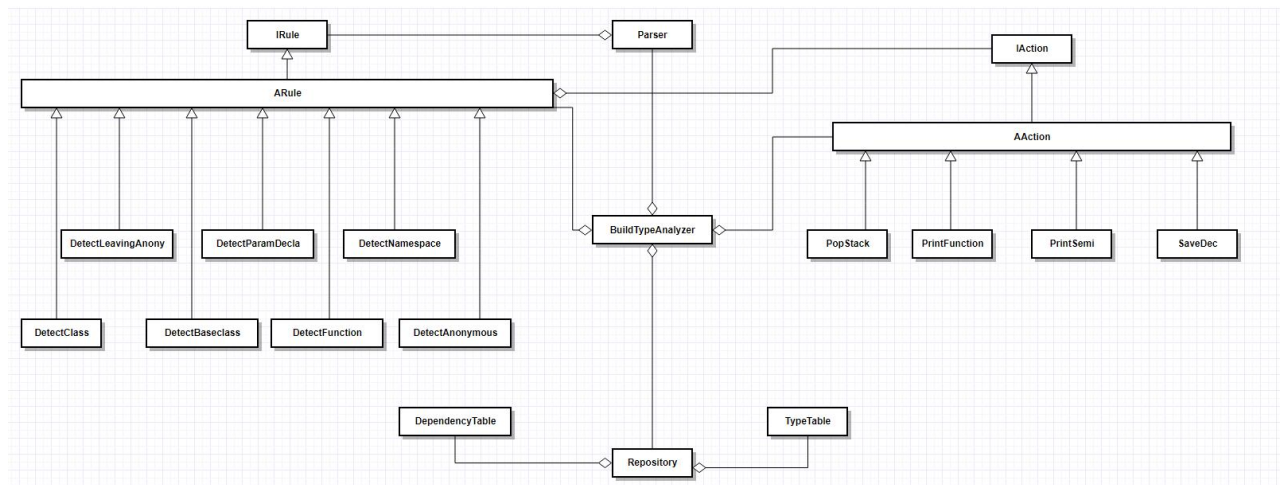 IRule
Parser
IAction
ARule
AAction
DetectLeavingAnony
DetectParamDecla
DetectNamespace
BuildTypeAnalyzer
PopStack
PrintFunction
PrintSemi
SaveDec
DetectClass
DetectBaseclass
DetectFunction
DetectAnonymous
DependencyTable
TypeTable
Repository